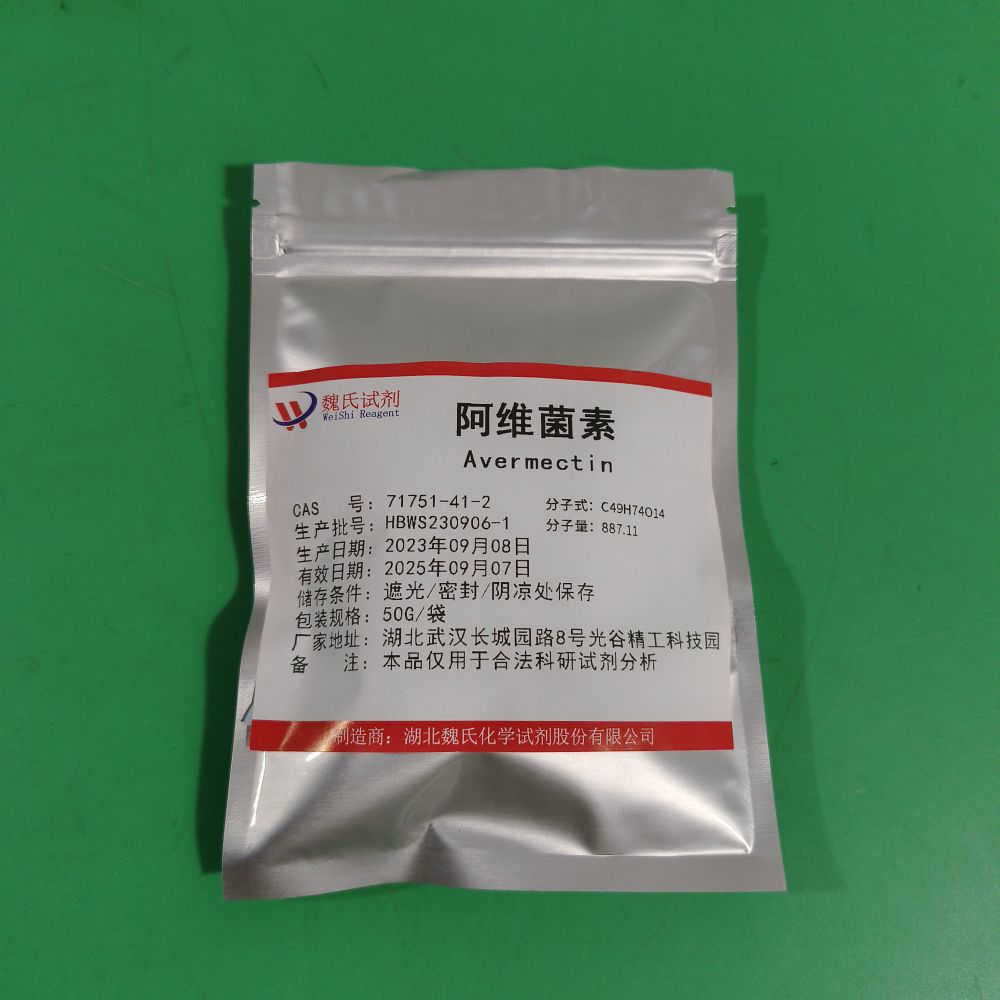 魏氏试剂
WeiShi Reagent
阿维菌素
Avermectin
CAS 号：71751-41-2
分子式：C49H74O14
生产批号：HBWS230906-1
分子量：887.11
生产日期：2023年09月08日
有效日期：2025年09月07日
储存条件：遮光/密封/阴凉处保存
包装规格：50G/袋
厂家地址：湖北武汉长城园路8号光谷精工科技园
备 注：本品仅用于合法科研试剂分析
制造商：湖北魏氏化学试剂股份有限公司